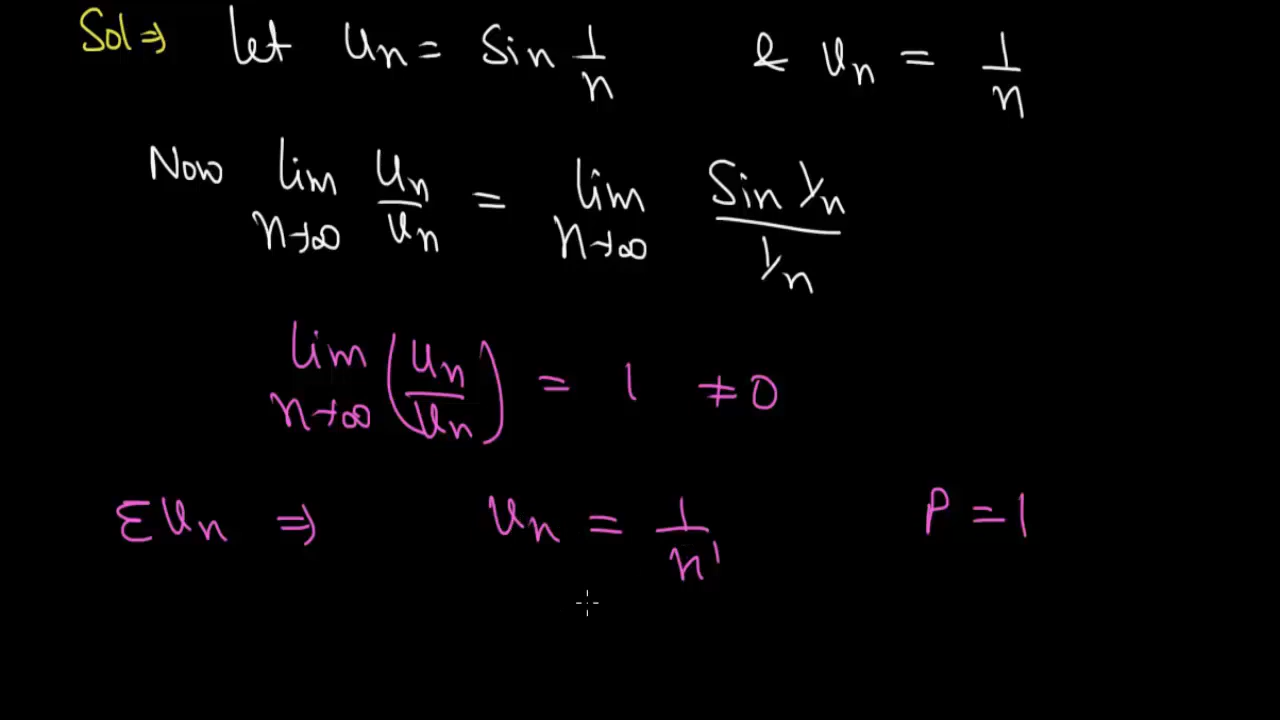 Sol ⇒ let un = Sin 1/n & vn = 1/n
Now lim n→∞ un/vn = lim n→∞ Sin 1/n / 1/n
lim n→∞ (un/vn) = 1 ≠ 0
Σvn ⇒ vn = 1/n¹ P = 1